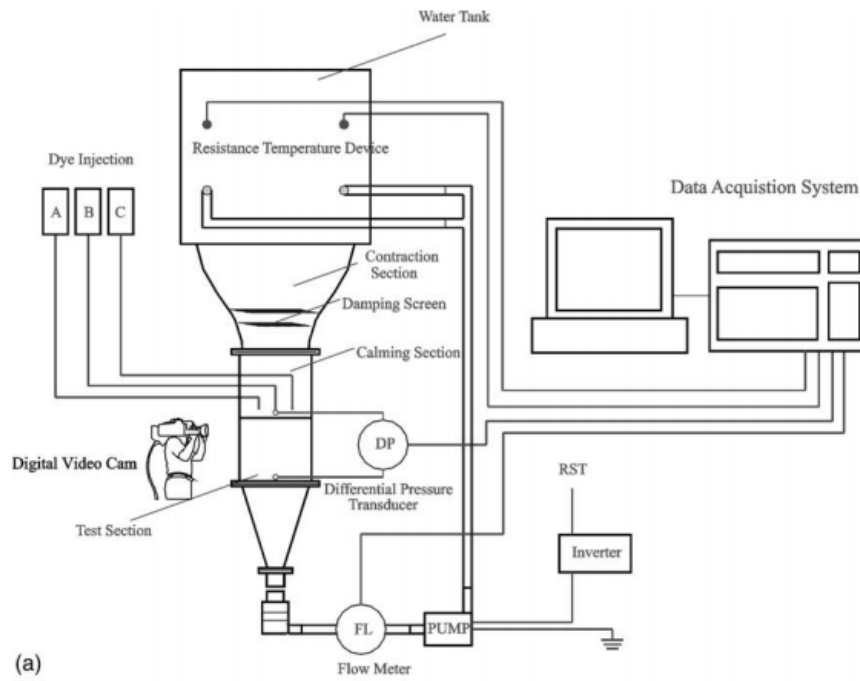 Water Tank
Resistance Temperature Device
Dye Injection
A
B
C
Data Acquistion System
Contraction
Section
Damping Screen
Calming Section
DP
Digital Video Cam
Differential Pressure
Transducer
Test Section
RST
Inverter
FL
PUMP
Flow Meter
(a)